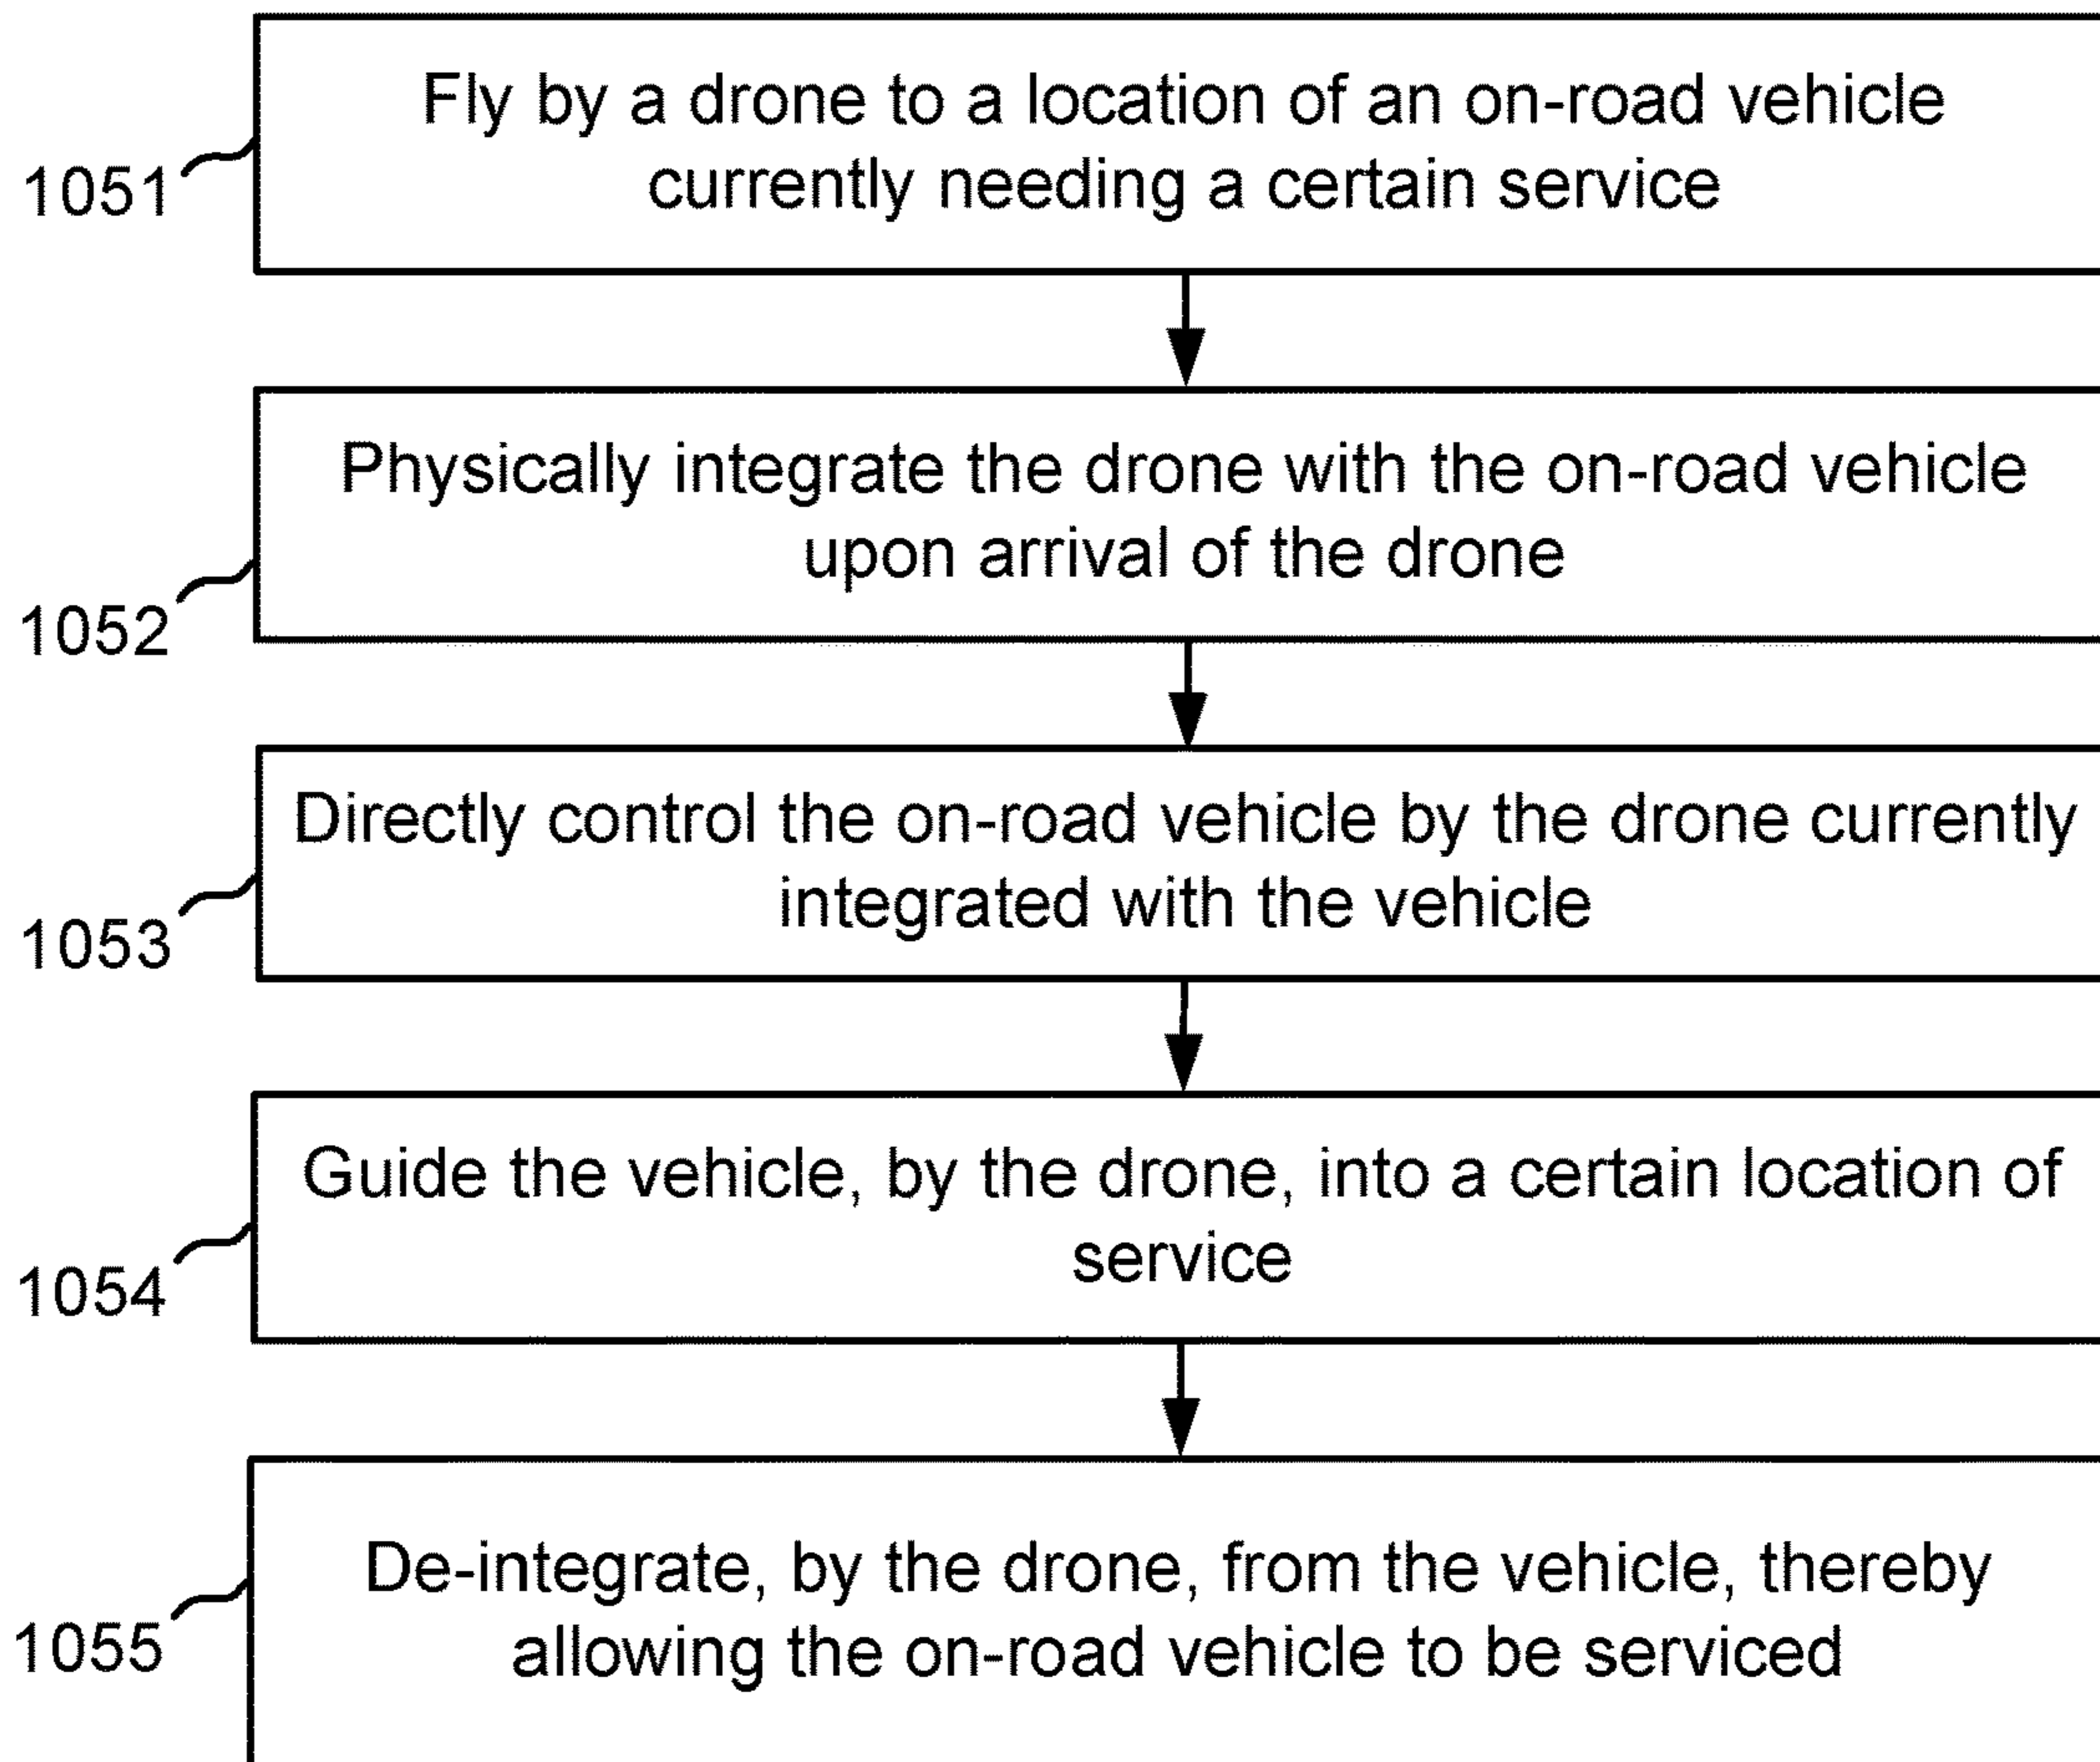 Fly by a drone to a location of an on-road vehicle
currently needing a certain service
1051
Physically integrate the drone with the on-road vehicle
upon arrival of the drone
1052
Directly control the on-road vehicle by the drone currently
integrated with the vehicle
1053
Guide the vehicle, by the drone, into a certain location of
service
1054
De-integrate, by the drone, from the vehicle, thereby
allowing the on-road vehicle to be serviced
1055